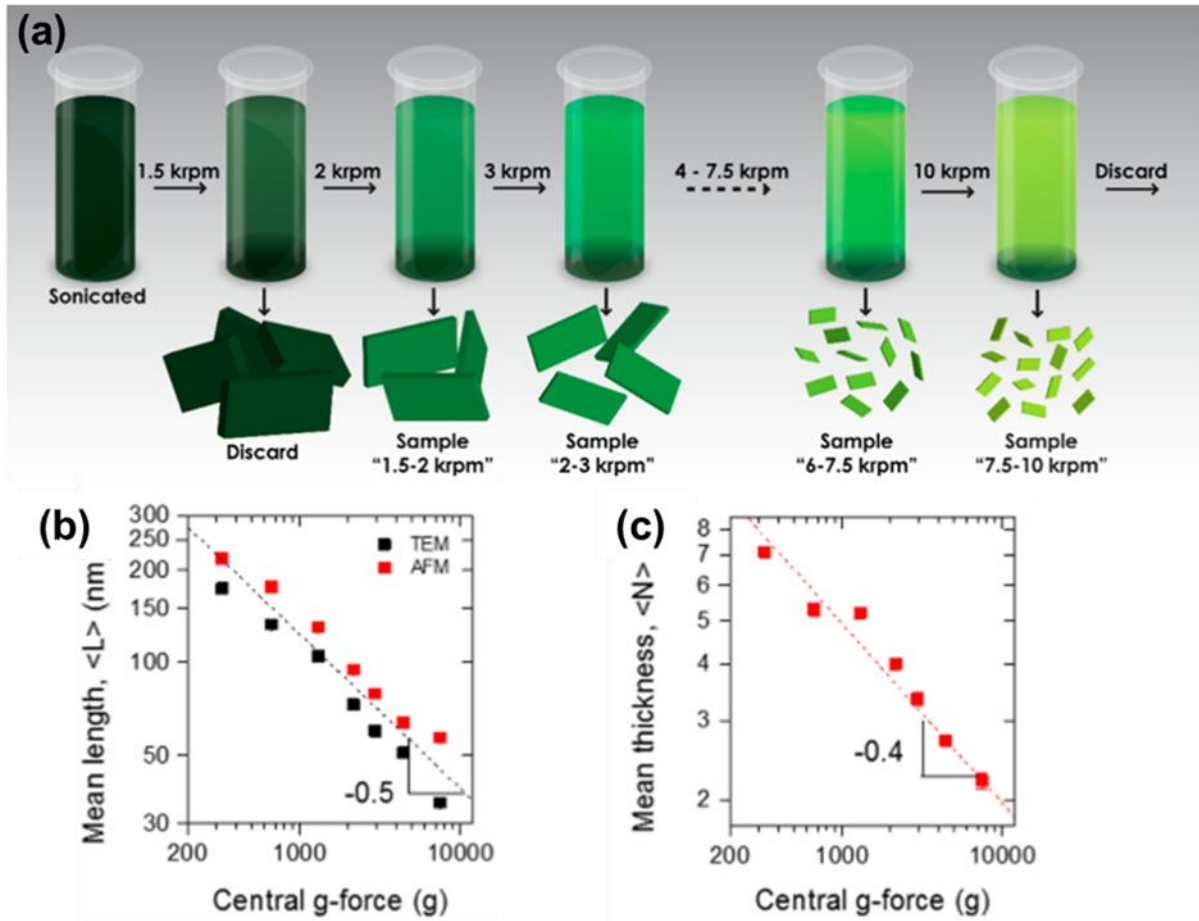 (a)
1.5 krpm
2 krpm
3 krpm
4 - 7.5 krpm
10 krpm
Discard
Sonicated
Discard
Sample
"1.5-2 krpm"
Sample
"2-3 krpm"
Sample
"6-7.5 krpm"
Sample
"7.5-10 krpm"
(b)
Mean length, <L> (nm
300
250
200
150
100
50
30
TEM
AFM
-0.5
200
1000
10000
Central g-force (g)
(c)
Mean thickness, <N>
8
7
6
5
4
3
2
-0.4
200
1000
10000
Central g-force (g)